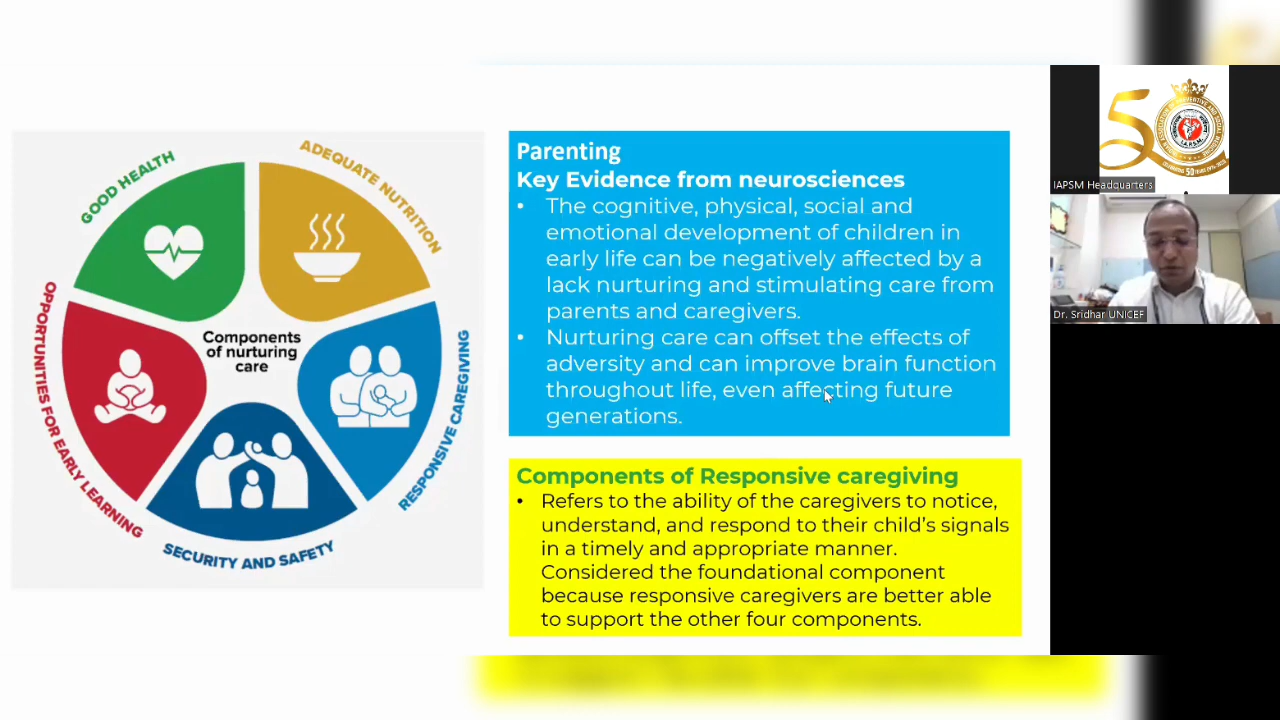 GOOD HEALTH
ADEQUATE NUTRITION
OPPORTUNITIES FOR EARLY LEARNING
Components
of nurturing
care
RESPONSIVE CAREGIVING
SECURITY AND SAFETY
Parenting
Key Evidence from neurosciences
• The cognitive, physical, social and
emotional development of children in
early life can be negatively affected by a
lack nurturing and stimulating care from
parents and caregivers.
• Nurturing care can offset the effects of
adversity and can improve brain function
throughout life, even affecting future
generations.
Components of Responsive caregiving
• Refers to the ability of the caregivers to notice,
understand, and respond to their child's signals
in a timely and appropriate manner.
Considered the foundational component
because responsive caregivers are better able
to support the other four components.
50
I.A.P.S.M.
IAPSM Headquarters
Dr. Sridhar UNICEF